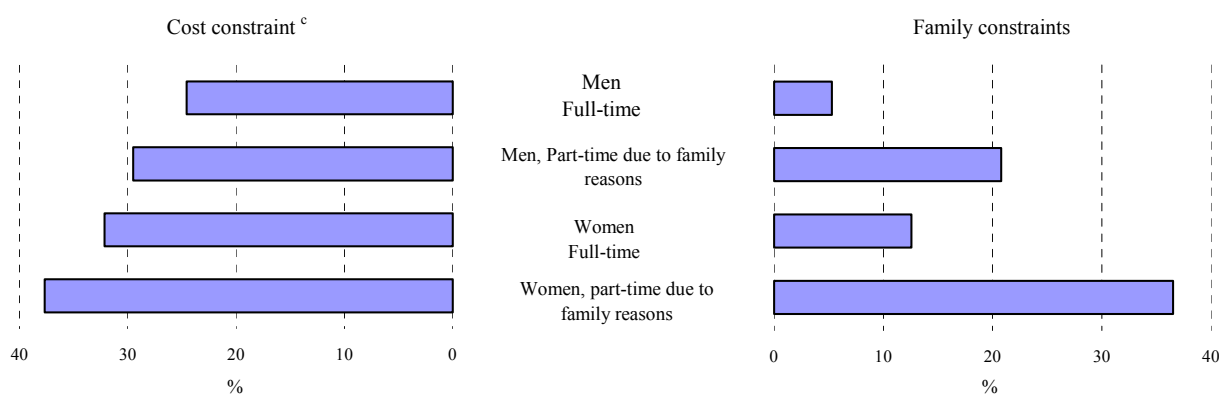 Cost constraint c
Family constraints
Men
Full-time
Men, Part-time due to family
reasons
Women
Full-time
Women, part-time due to
family reasons
40 30 20 10 0
0 10 20 30 40
%
%